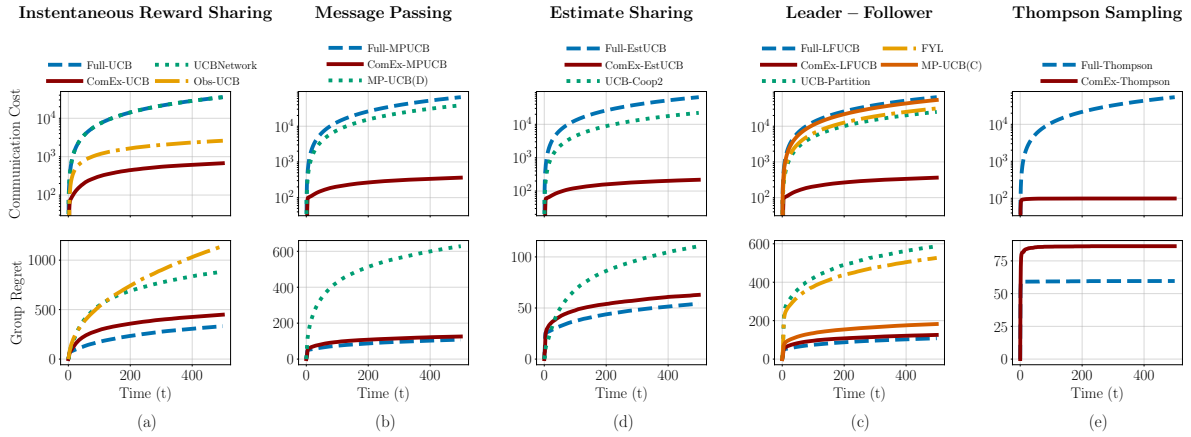 Instantaneous Reward Sharing
Message Passing
Estimate Sharing
Leader – Follower
Thompson Sampling
Full-UCB
UCBNetwork
ComEx-UCB
Obs-UCB
Full-MPUCB
ComEx-MPUCB
MP-UCB(D)
Full-EstUCB
ComEx-EstUCB
UCB-Coop2
Full-LFUCB
FYL
ComEx-LFUCB
MP-UCB(C)
UCB-Partition
Full-Thompson
ComEx-Thompson
Communication Cost
10^4
10^3
10^2
10^4
10^3
10^2
10^4
10^3
10^2
10^4
10^3
10^2
10^4
10^3
10^2
Group Regret
1000
500
0
600
400
200
0
100
50
0
600
400
200
0
75
50
25
0
0 200 400
0 200 400
0 200 400
0 200 400
0 200 400
Time (t)
Time (t)
Time (t)
Time (t)
Time (t)
(a)
(b)
(d)
(c)
(e)